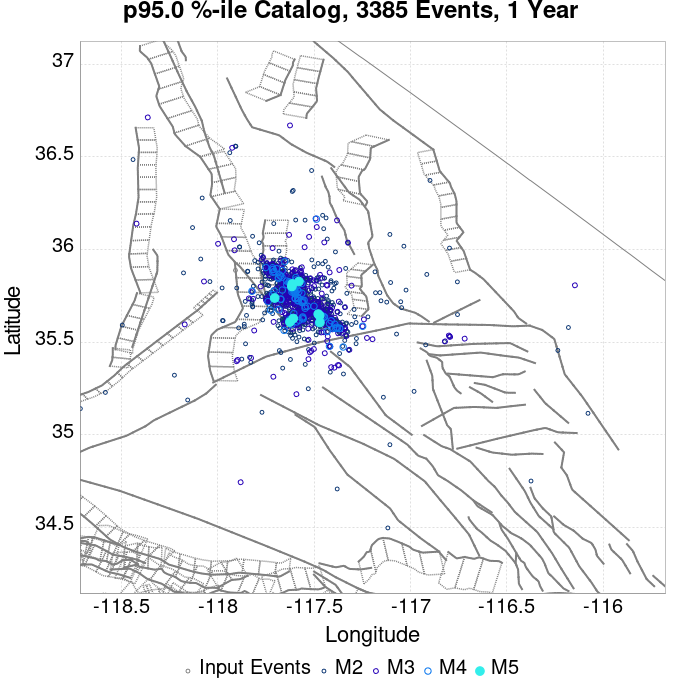 p95.0 %-ile Catalog, 3385 Events, 1 Year
37
36.5
36
35.5
35
34.5
Latitude
-118.5 -118 -117.5 -117 -116.5 -116
Longitude
Input Events M2 M3 M4 M5